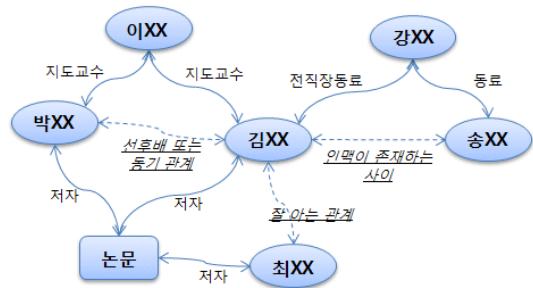 이XX
강XX
지도교수
지도교수
전직장동료
동료
박XX
김XX
송XX
선후배 또는
동기 관계
인맥이 존재하는
사이
저자
저자
잘 아는 관계
논문
저자
최XX